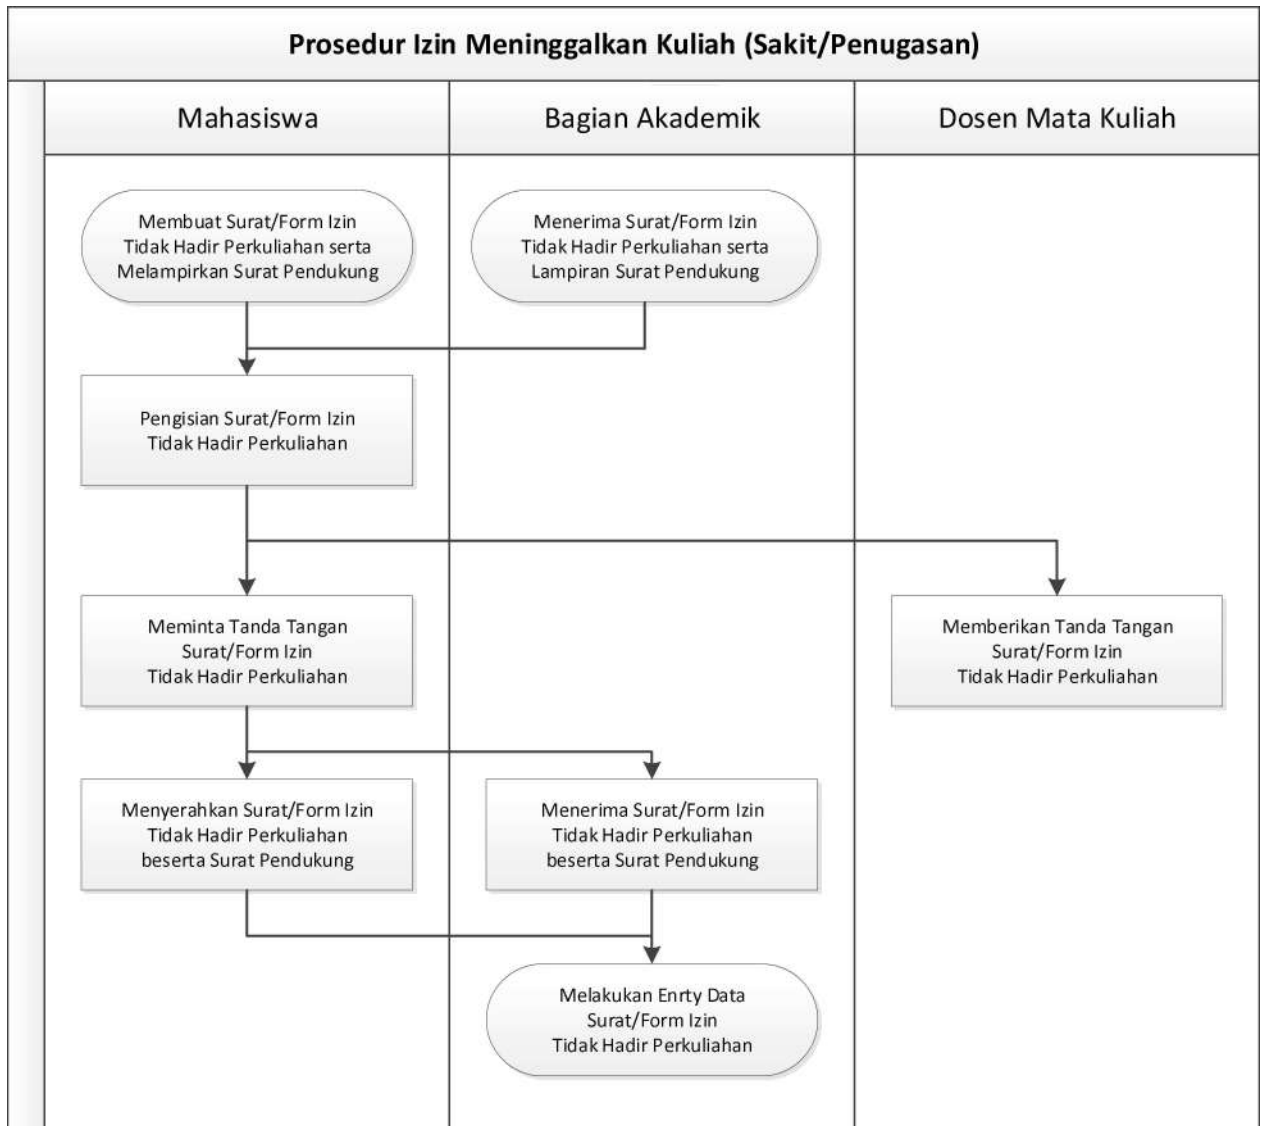 Prosedur Izin Meninggalkan Kuliah (Sakit/Penugasan)
Mahasiswa
Bagian Akademik
Dosen Mata Kuliah
Membuat Surat/Form Izin
Tidak Hadir Perkuliahan serta
Melampirkan Surat Pendukung
Menerima Surat/Form Izin
Tidak Hadir Perkuliahan serta
Lampiran Surat Pendukung
Pengisian Surat/Form Izin
Tidak Hadir Perkuliahan
Meminta Tanda Tangan
Surat/Form Izin
Tidak Hadir Perkuliahan
Memberikan Tanda Tangan
Surat/Form Izin
Tidak Hadir Perkuliahan
Menyerahkan Surat/Form Izin
Tidak Hadir Perkuliahan
beserta Surat Pendukung
Menerima Surat/Form Izin
Tidak Hadir Perkuliahan
beserta Surat Pendukung
Melakukan Enrty Data
Surat/Form Izin
Tidak Hadir Perkuliahan